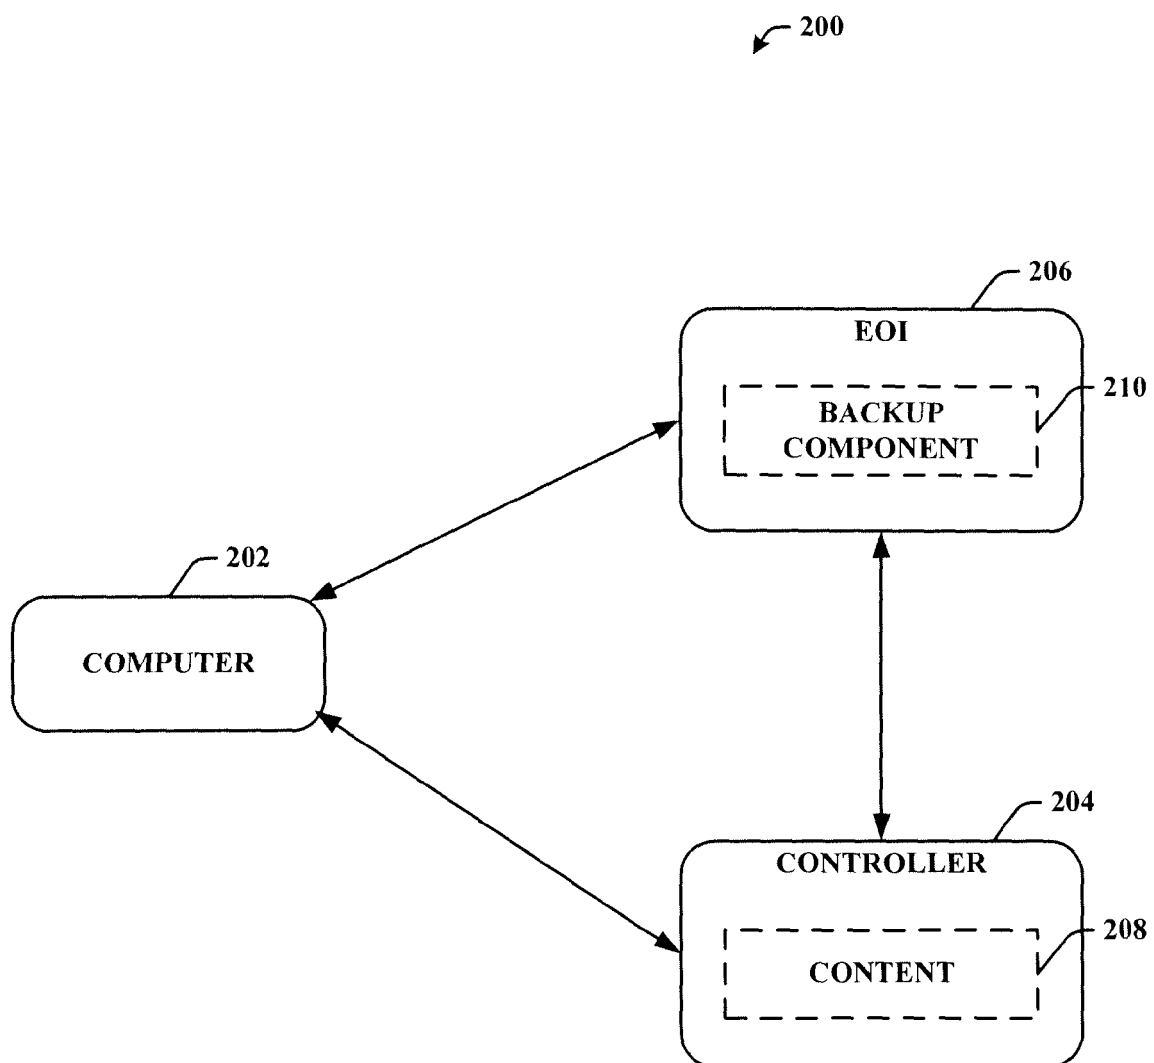 200
206
EOI
210
BACKUP
COMPONENT
202
COMPUTER
204
CONTROLLER
208
CONTENT